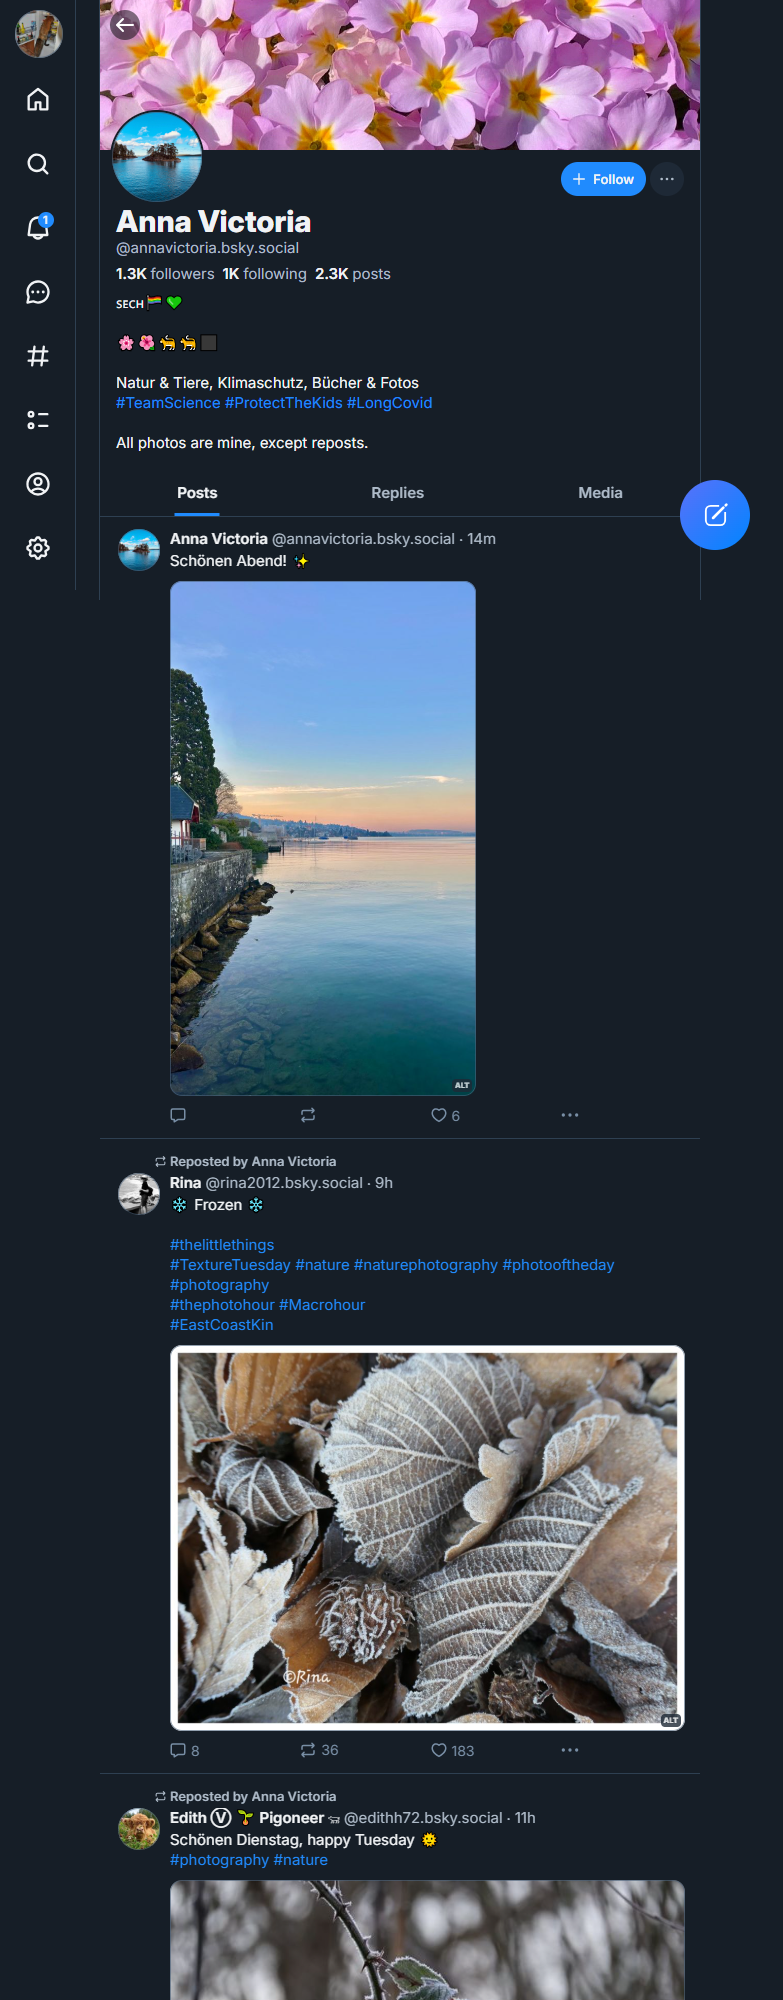 1
Follow
Anna Victoria
@annavictoria.bsky.social
1.3K followers 1K following 2.3K posts
SECH🏳️‍🌈💚
🌸🌺🐆🐆
Natur & Tiere, Klimaschutz, Bücher & Fotos
#TeamScience #ProtectTheKids #LongCovid
All photos are mine, except reposts.
Posts Replies Media
Anna Victoria @annavictoria.bsky.social · 14m
Schönen Abend! ✨
ALT
6
Reposted by Anna Victoria
Rina @rina2012.bsky.social · 9h
❄️ Frozen ❄️
#thelittlethings
#TextureTuesday #nature #naturephotography #photooftheday
#photography
#thephotohour #Macrohour
#EastCoastKin
©Rina
ALT
8 36 183
Reposted by Anna Victoria
Edith Ⓥ 🌱 Pigoneer @edithh72.bsky.social · 11h
Schönen Dienstag, happy Tuesday 🌞
#photography #nature